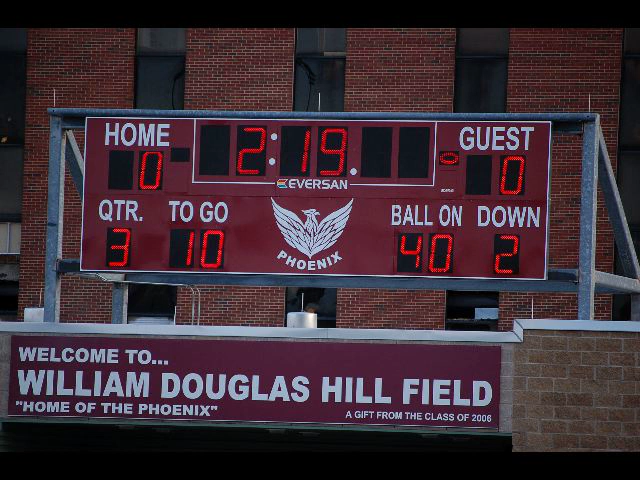 HOME 2:19 GUEST
0 0
EVERSAN
QTR. TO GO BALL ON DOWN
3 10 40 2
PHOENIX
WELCOME TO...
WILLIAM DOUGLAS HILL FIELD
"HOME OF THE PHOENIX" A GIFT FROM THE CLASS OF 2006